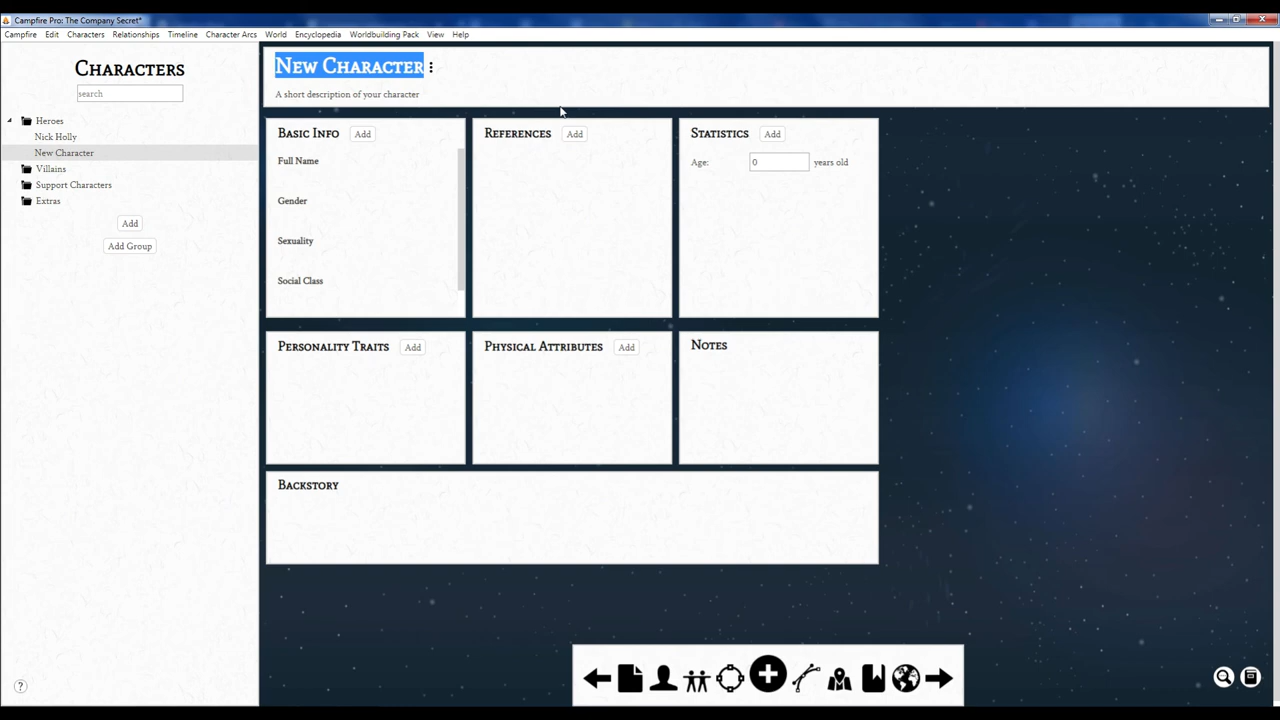 Campfire Pro: The Company Secret*
Campfire Edit Characters Relationships Timeline Character Arcs World Encyclopedia Worldbuilding Pack View Help
Characters
search
Heroes
Nick Holly
New Character
Villains
Support Characters
Extras
Add
Add Group
New Character
A short description of your character
Basic Info Add
Full Name
Gender
Sexuality
Social Class
References Add
Statistics Add
Age: 0 years old
Personality Traits Add
Physical Attributes Add
Notes
Backstory
?